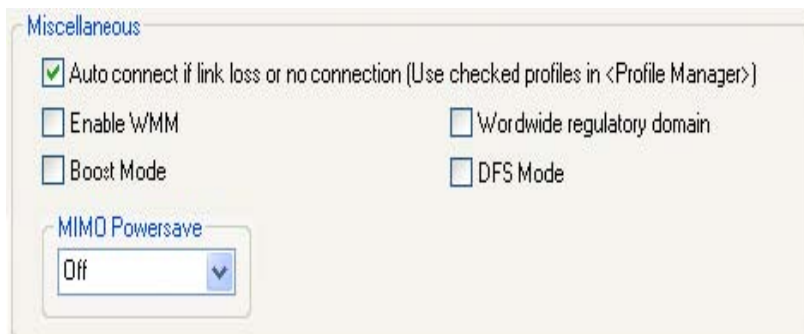 Miscellaneous
Auto connect if link loss or no connection (Use checked profiles in <Profile Manager>)
Enable WMM
Wordwide regulatory domain
Boost Mode
DFS Mode
MIMO Powersave
Off